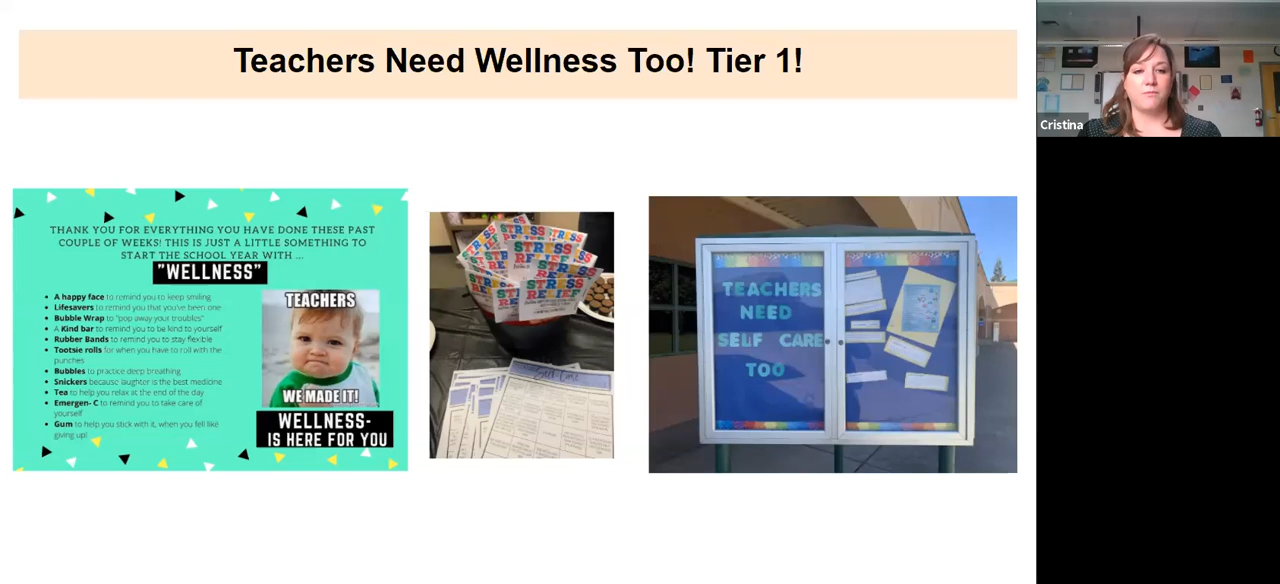 Teachers Need Wellness Too! Tier 1!
Cristina
THANK YOU FOR EVERYTHING YOU HAVE DONE THESE PAST
COUPLE OF WEEKS! THIS IS JUST A LITTLE SOMETHING TO
START THE SCHOOL YEAR WITH ...
"WELLNESS"
• A happy face to remind you to keep smiling
• Lifesavers to remind you that you've been one
• Bubble Wrap to "pop away your troubles"
• A Kind bar to remind you to be kind to yourself
• Rubber Bands to remind you to stay flexible
• Tootsie rolls for when you have to roll with the
punches
• Bubbles to practice deep breathing
• Snickers because laughter is the best medicine
• Tea to help you relax at the end of the day
• Emergen- C to remind you to take care of
yourself
• Gum to help you stick with it, when you fell like
giving up!
TEACHERS
WE MADE IT!
WELLNESS-
IS HERE FOR YOU
STRESS
RELIEF
Self-Care
TEACHERS
NEED
SELF CARE
TOO